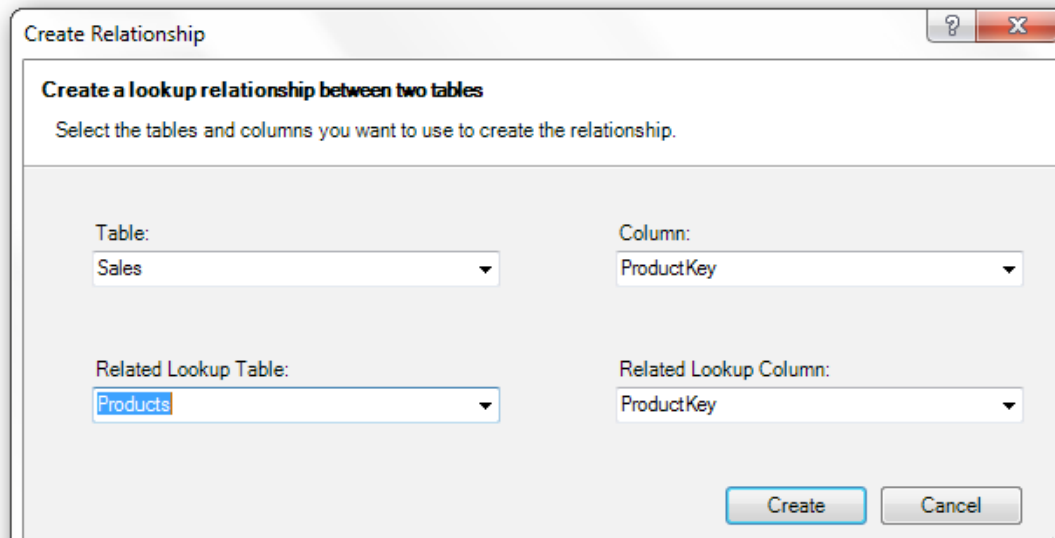 Create Relationship
Create a lookup relationship between two tables
Select the tables and columns you want to use to create the relationship.
Table:
Column:
Sales
ProductKey
Related Lookup Table:
Related Lookup Column:
Products
ProductKey
Create
Cancel